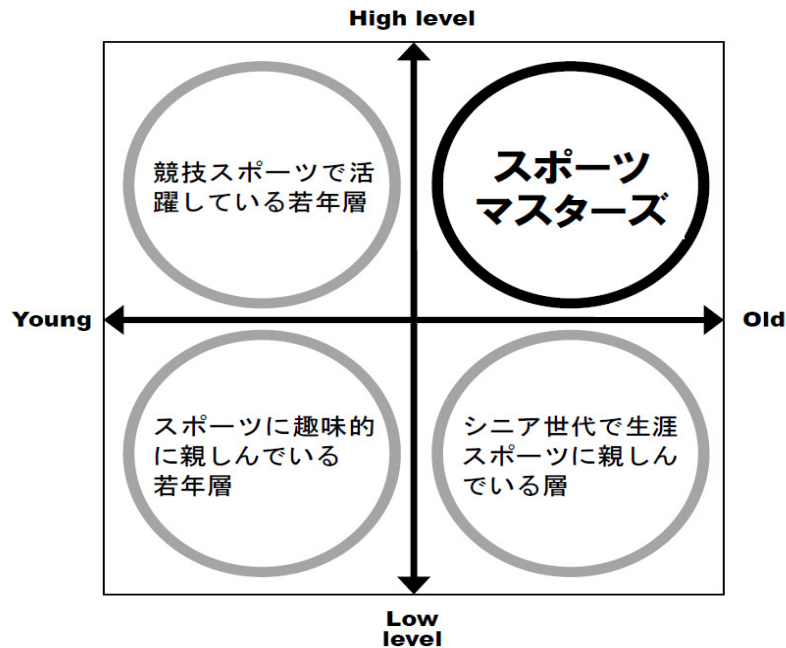 High level
競技スポーツで活
躍している若年層
スポーツ
マスターズ
Young
Old
スポーツに趣味的
に親しんでいる
若年層
シニア世代で生涯
スポーツに親しん
でいる層
Low
level